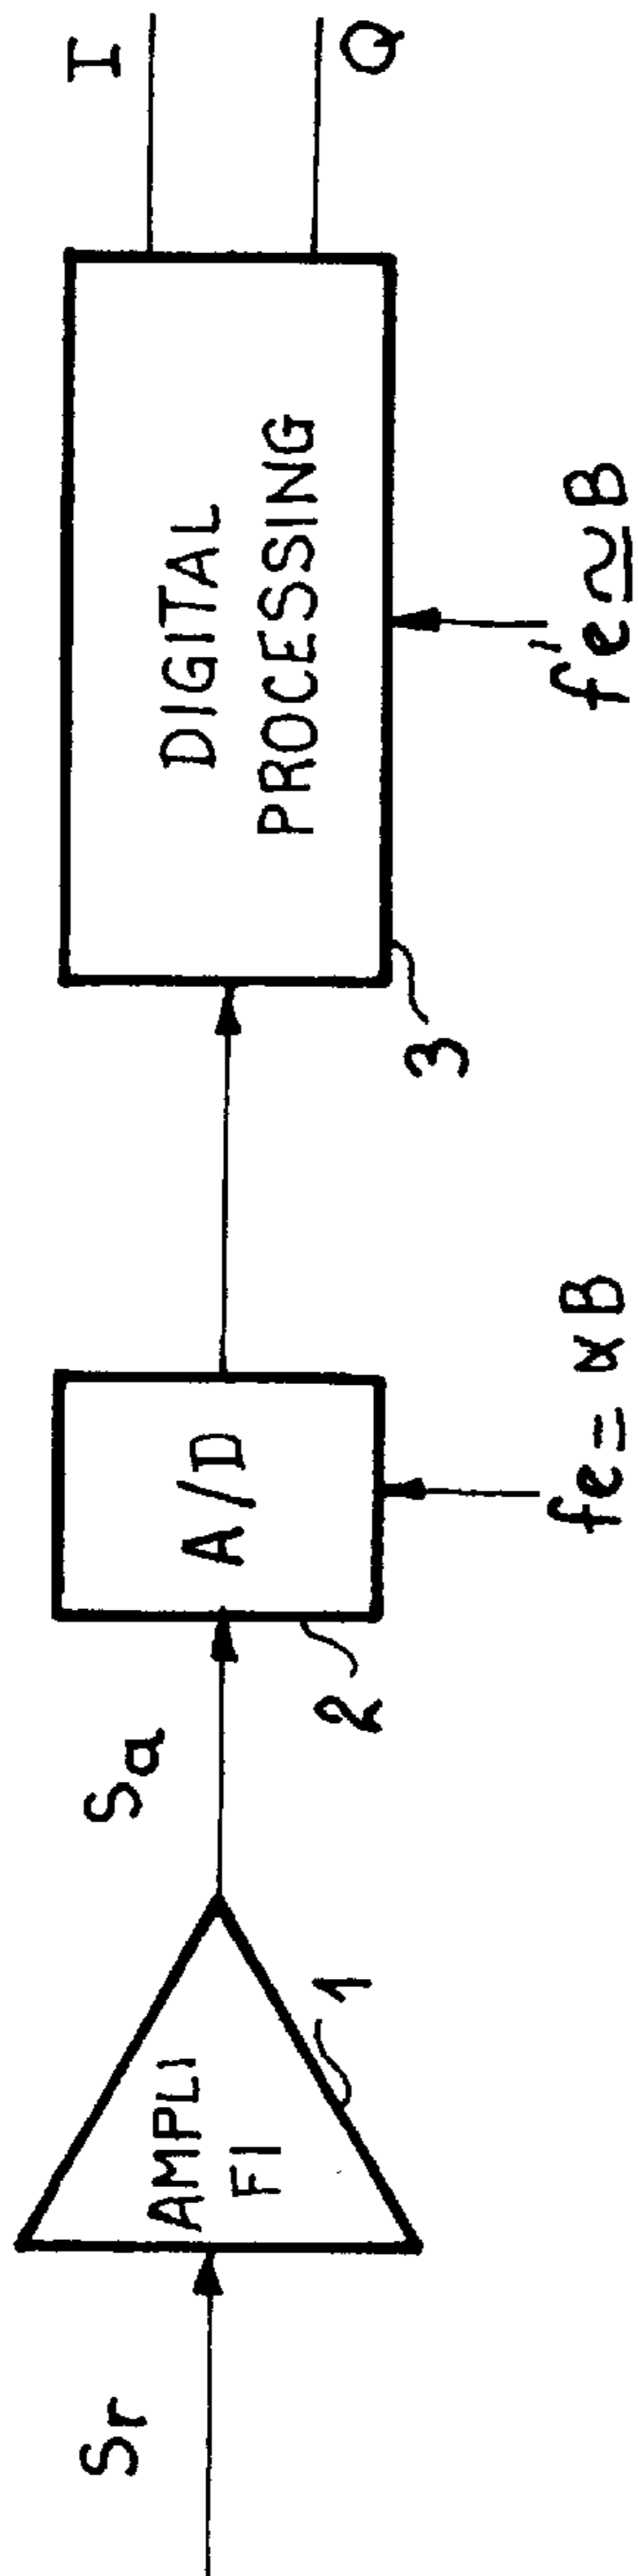 Sr
AMPLI
FI
1
Sa
A/D
2
fe = αB
DIGITAL
PROCESSING
3
f'e ≃ B
I
Q